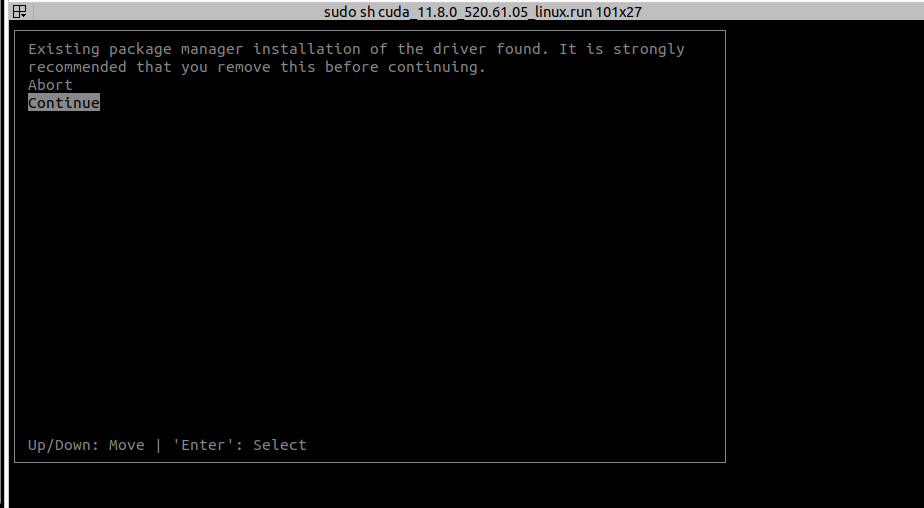 sudo sh cuda_11.8.0_520.61.05_linux.run 101x27
Existing package manager installation of the driver found. It is strongly
recommended that you remove this before continuing.
Abort
Continue
Up/Down: Move | 'Enter': Select